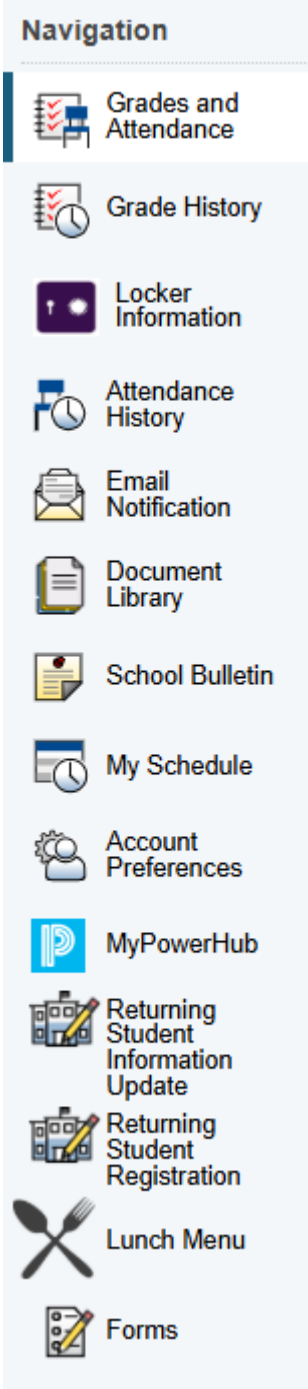 Navigation
Grades and
Attendance
Grade History
Locker
Information
Attendance
History
Email
Notification
Document
Library
School Bulletin
My Schedule
Account
Preferences
MyPowerHub
Returning
Student
Information
Update
Returning
Student
Registration
Lunch Menu
Forms